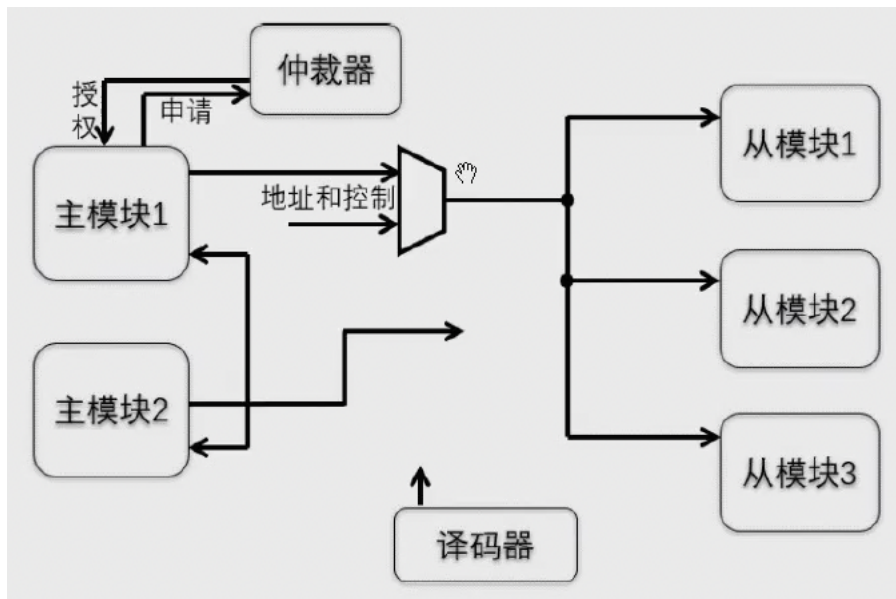 仲裁器
授
权
申请
主模块1
地址和控制
从模块1
从模块2
主模块2
从模块3
译码器